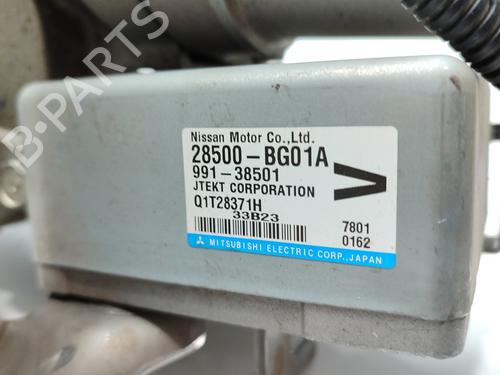 Nissan Motor Co.,Ltd.
28500-BG01A
991-38501
JTEKT CORPORATION
Q1T28371H
33B23
V
7801
0162
MITSUBISHI ELECTRIC CORP.,JAPAN
B-PARTS